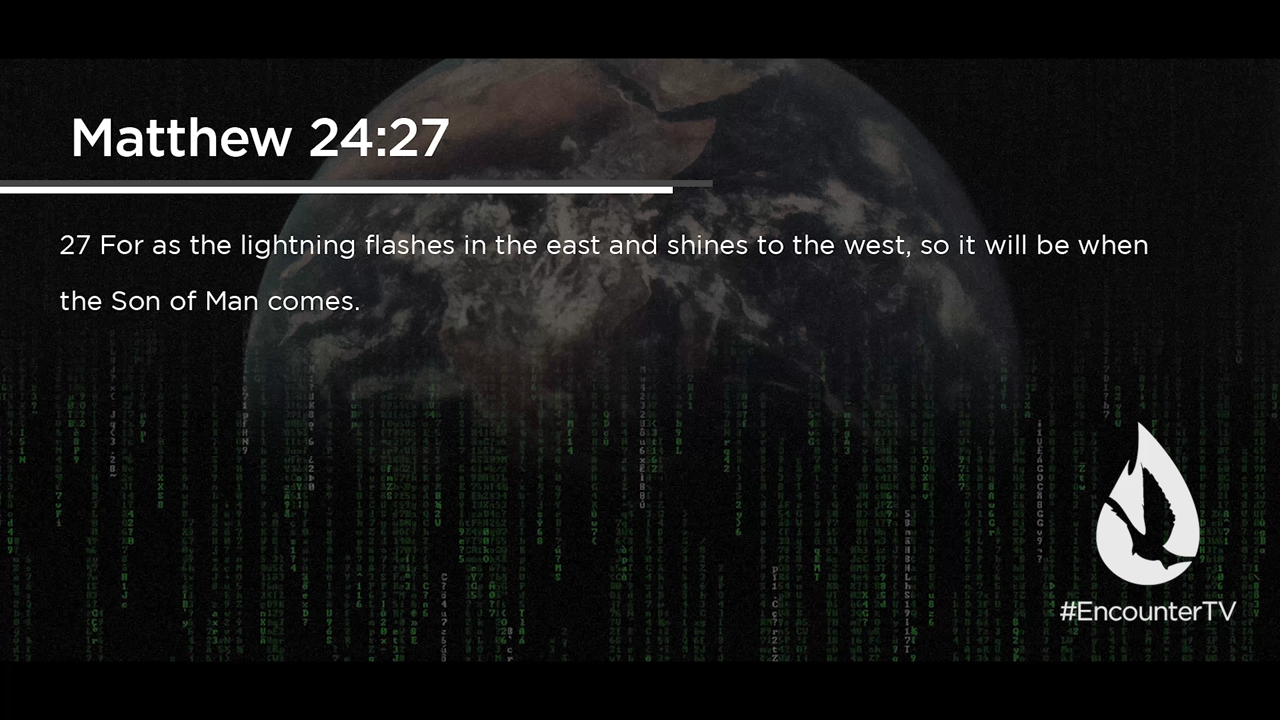 Matthew 24:27
27 For as the lightning flashes in the east and shines to the west, so it will be when
the Son of Man comes.
#EncounterTV